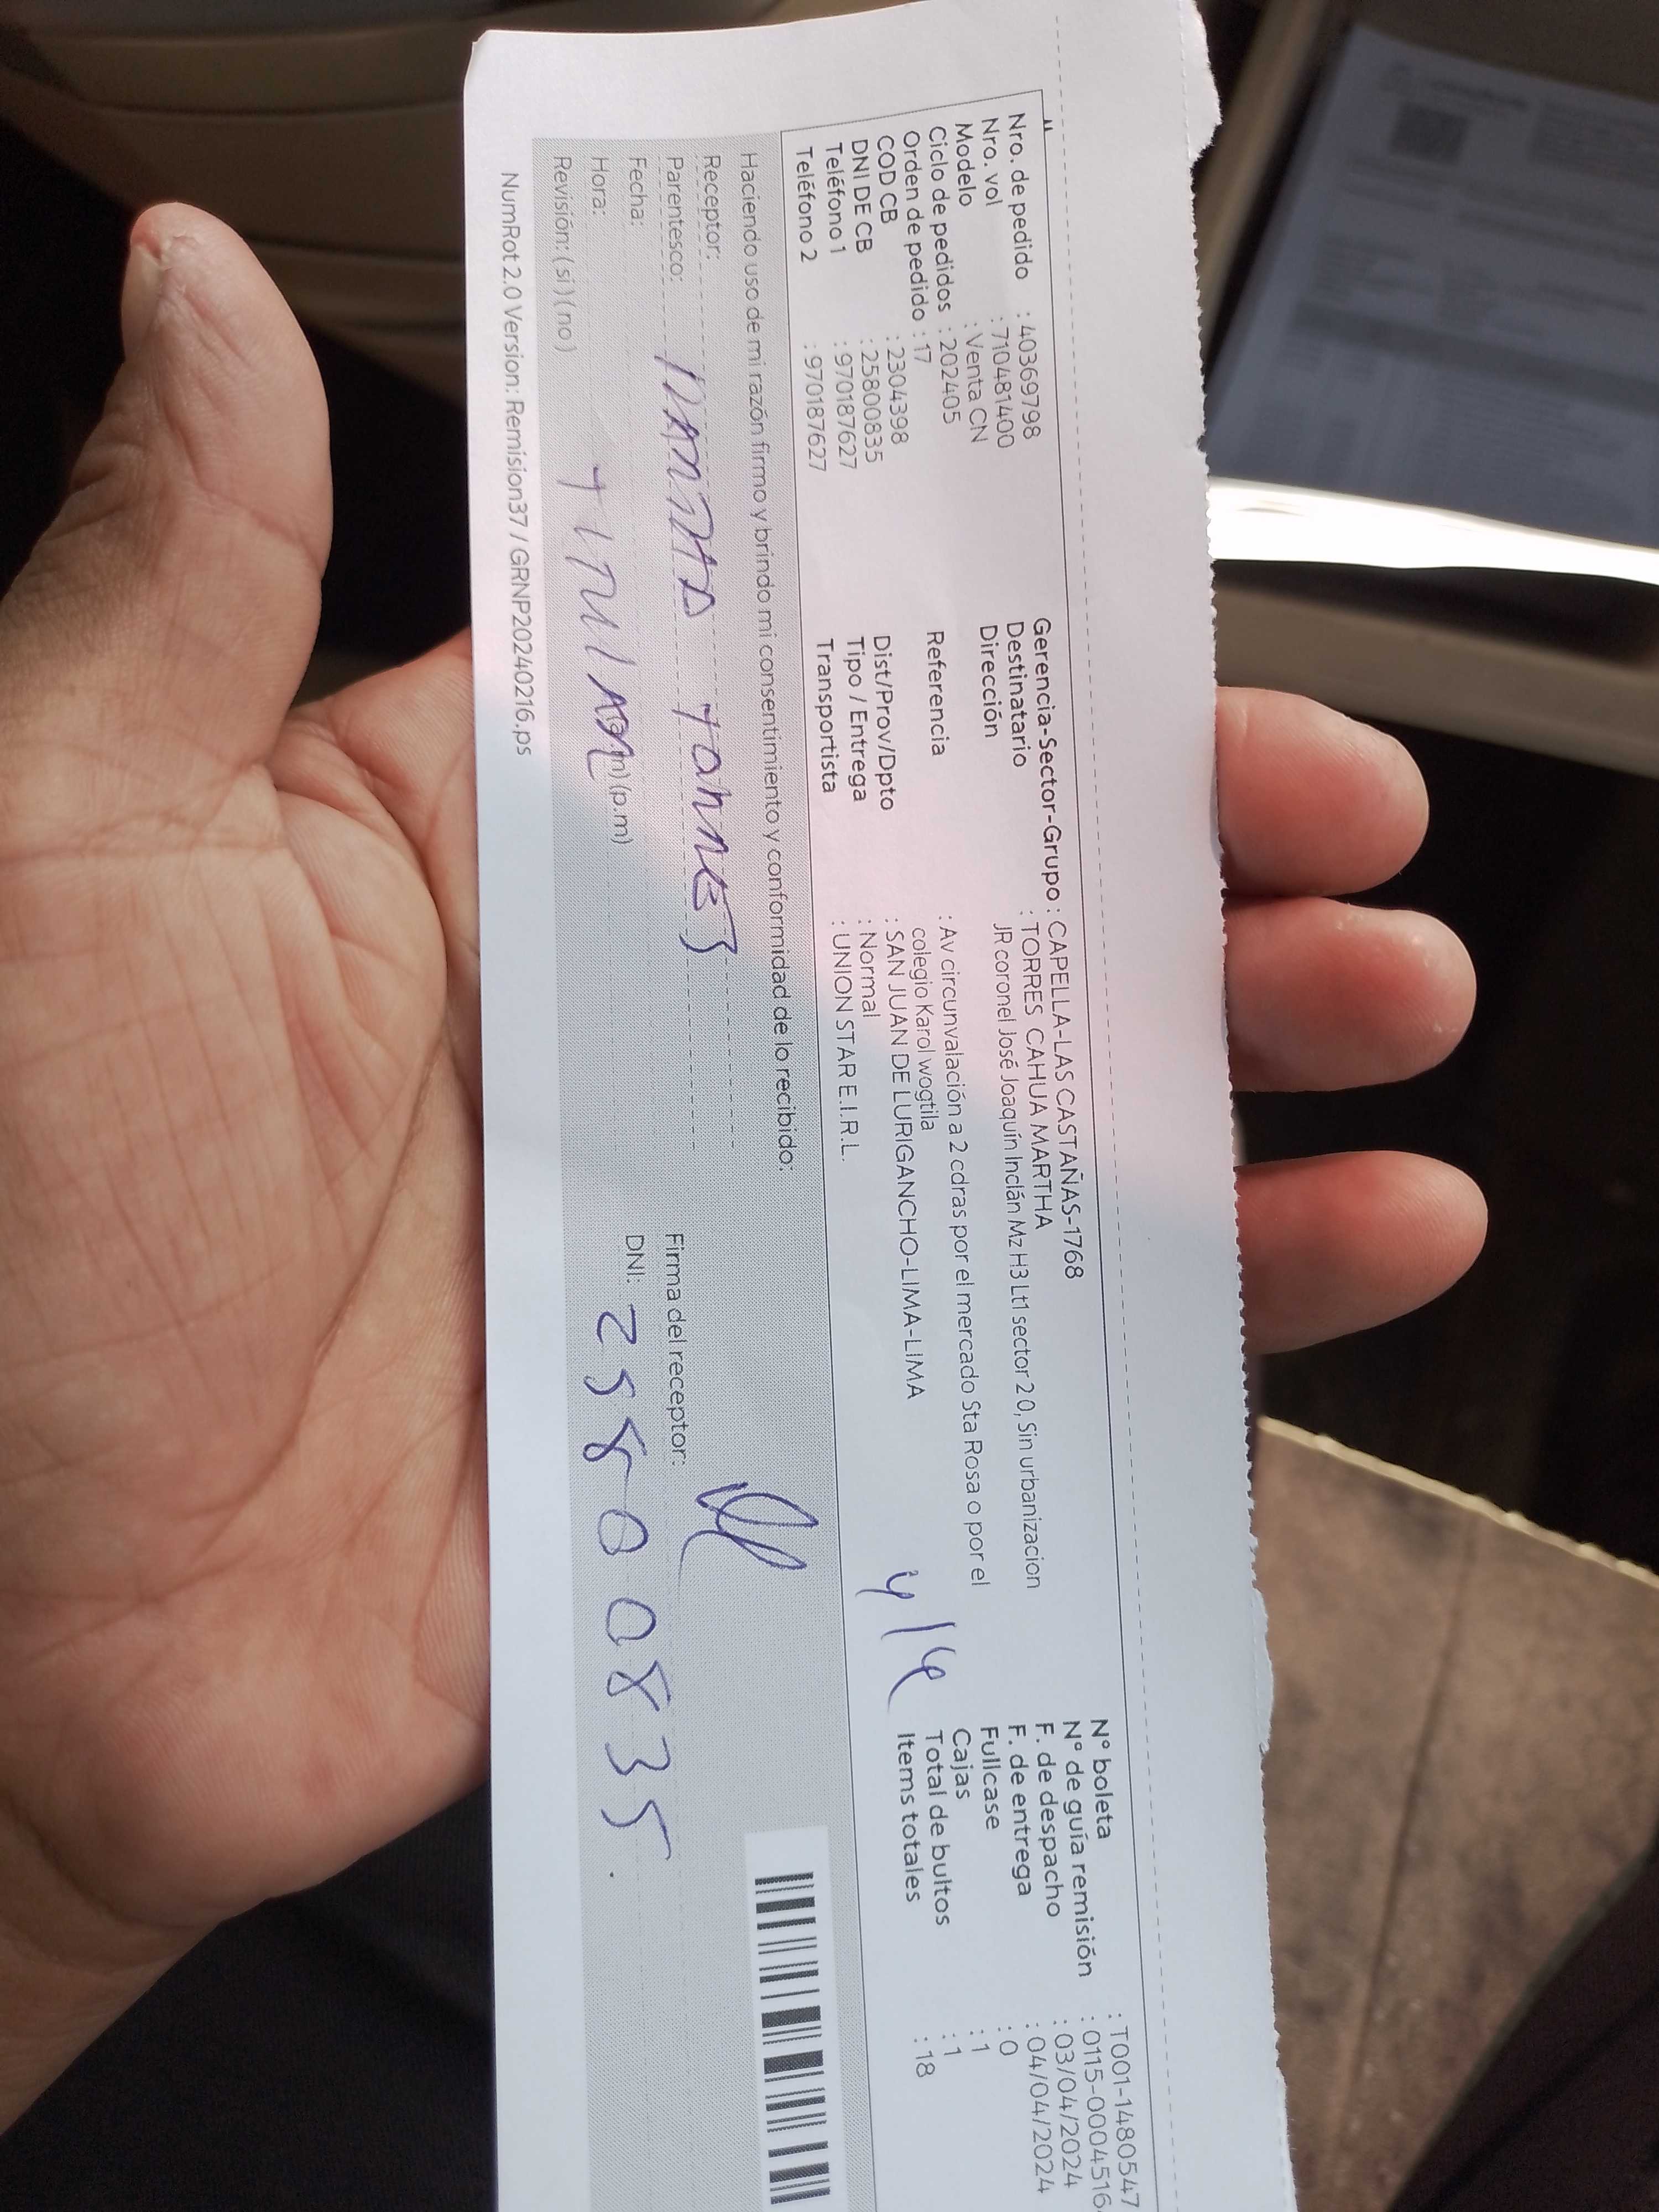 Nro. de pedido : 40369798
Nro. vol : 710481400
Modelo : Venta CN
Ciclo de pedidos : 202405
Orden de pedido : 17
COD CB : 2304398
DNI DE CB : 25800835
Teléfono 1 : 970187627
Teléfono 2 : 970187627
Gerencia-Sector-Grupo : CAPELLA-LAS CASTAÑAS-1768
Destinatario : TORRES CAHUA MARTHA
Dirección JR coronel José Joaquín Inclán Mz H3 Lt1 sector 2 0, Sin urbanizacion
Referencia : Av circunvalación a 2 cdras por el mercado Sta Rosa o por el
colegio Karol wogtila
Dist/Prov/Dpto : SAN JUAN DE LURIGANCHO-LIMA-LIMA
Tipo / Entrega : Normal
Transportista : UNION STAR E.I.R.L.
4/4
N° boleta : T001-1480547
N° de guía remisión : 0115-0004516
F. de despacho : 03/04/2024
F. de entrega : 04/04/2024
Fullcase : 0
Cajas : 1
Total de bultos : 1
Items totales : 18
Haciendo uso de mi razón firmo y brindo mi consentimiento y conformidad de lo recibido:
Receptor:
Parentesco:
Fecha:
Hora: (p.m)
Revisión: ( si ) ( no )
Firma del receptor:
DNI: 25800835.
NumRot 2.0 Version: Remision37 / GRNP20240216.ps